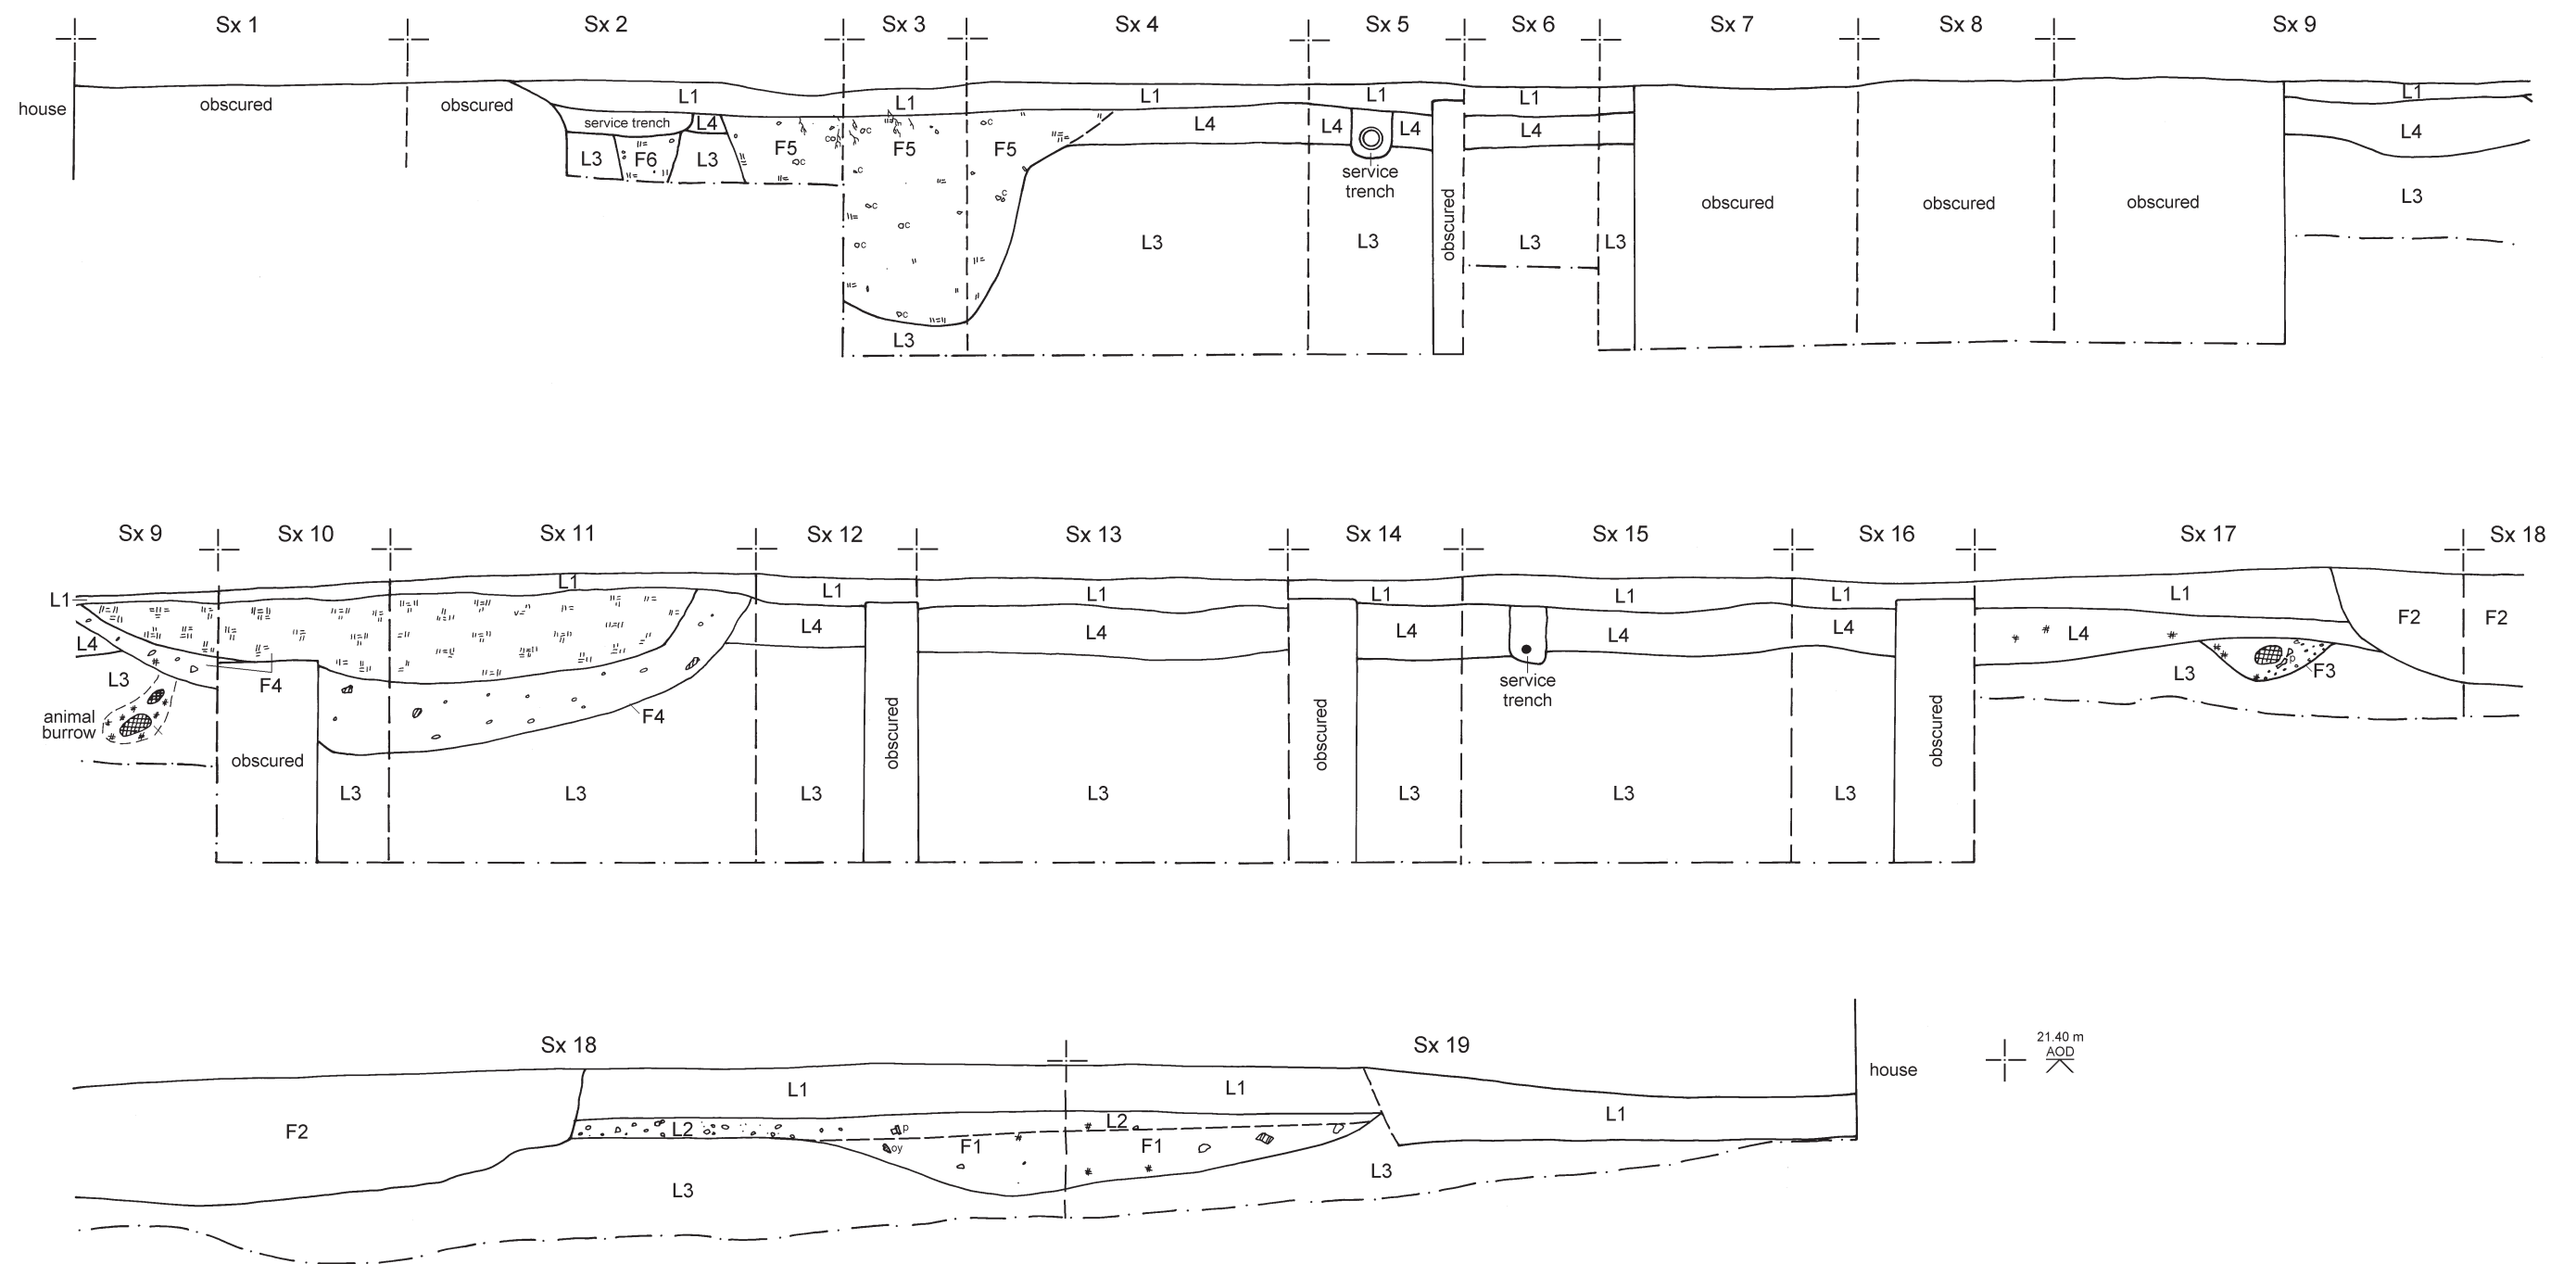 Sx 1 Sx 2 Sx 3 Sx 4 Sx 5 Sx 6 Sx 7 Sx 8 Sx 9
house obscured obscured L1 L1 L1 L1 L1 L1
service trench L4 F5 F5 F5 L4 L4 L4 L4 L4
L3 F6 L3
c c c c c c c c c c c
service
trench
obscured
L3 L3 L3 L3 obscured obscured obscured L3
L3
Sx 9 Sx 10 Sx 11 Sx 12 Sx 13 Sx 14 Sx 15 Sx 16 Sx 17 Sx 18
L1 L1 L1 L1 L1 L1 L1 L1
L4 L4 L4 L4 L4 L4 L4 F2 F2
L3 F4 F4 L3 p F3
animal
burrow
x
service
trench
obscured obscured obscured obscured
L3 L3 L3 L3 L3 L3 L3
Sx 18 Sx 19
21.40 m
AOD
house
L1 L1 L1
F2 L2 p L2
oy F1 F1
L3 L3